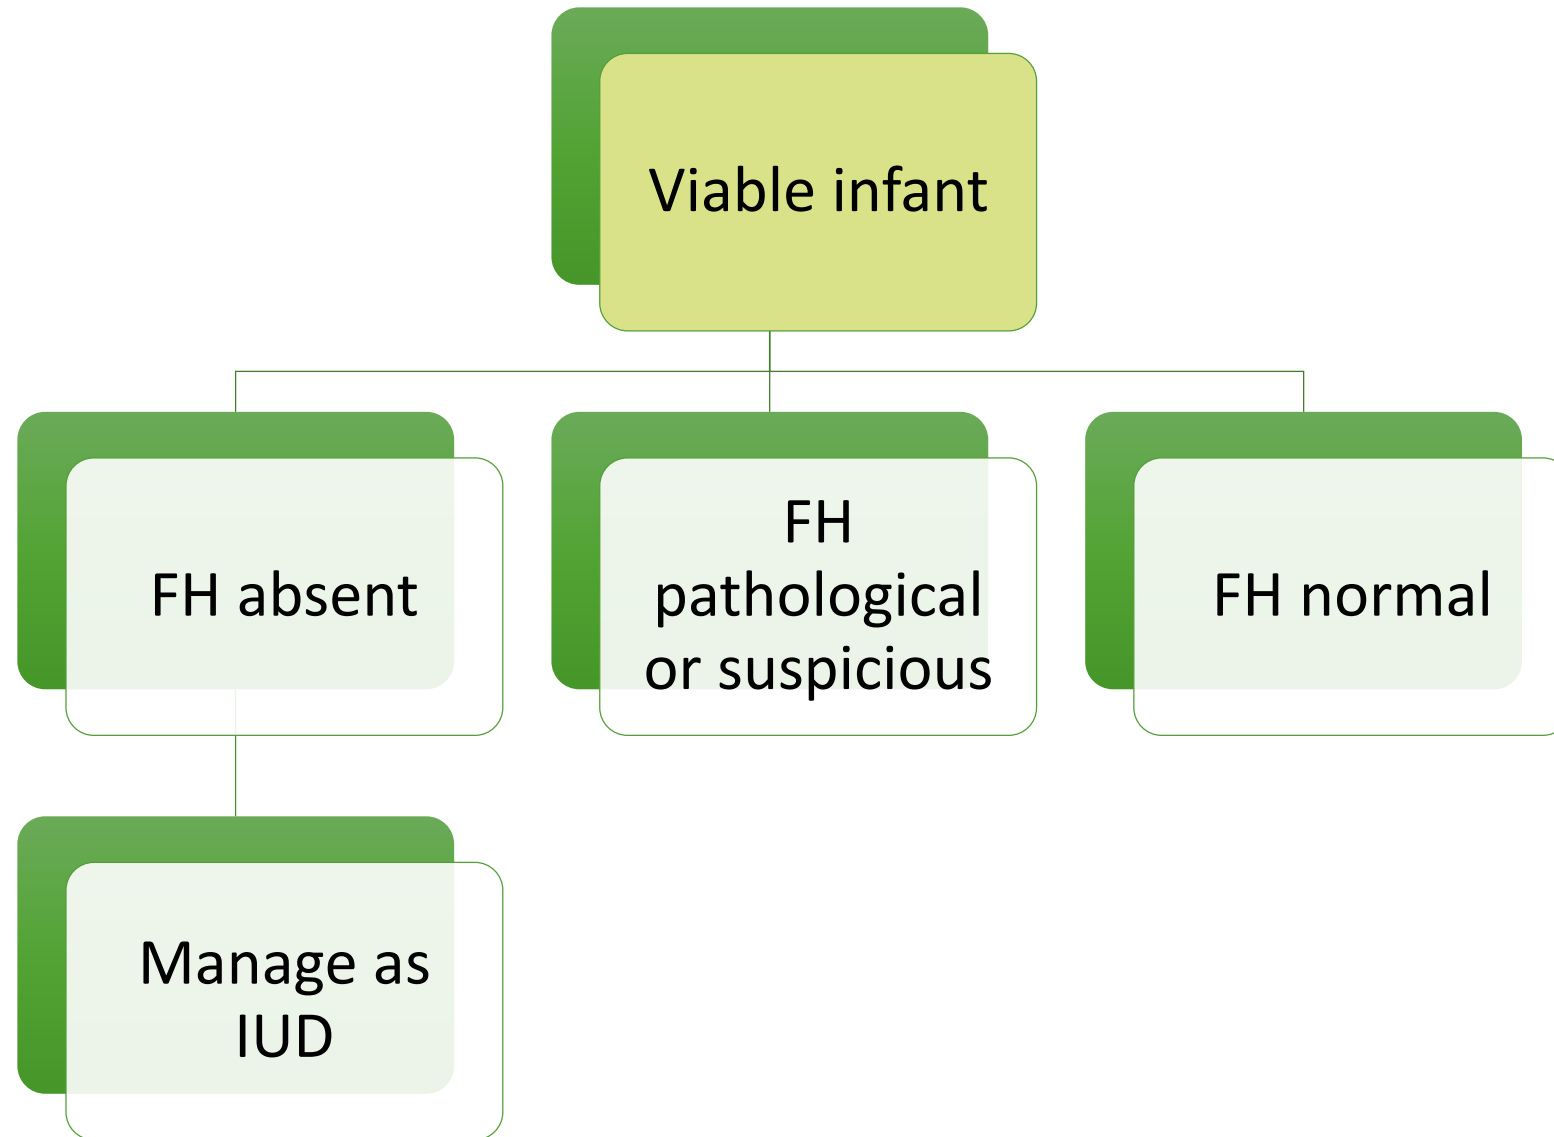 Viable infant
FH absent
FH
pathological
or suspicious
FH normal
Manage as
IUD